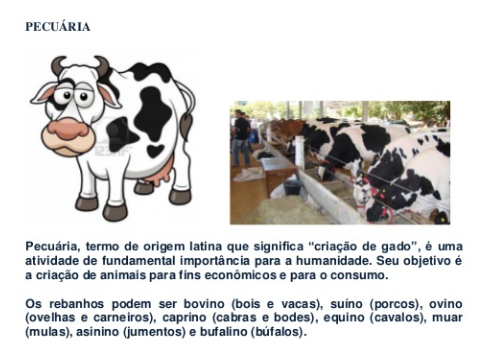 PECUÁRIA
Pecuária, termo de origem latina que significa “criação de gado”, é uma
atividade de fundamental importância para a humanidade. Seu objetivo é
a criação de animais para fins econômicos e para o consumo.
Os rebanhos podem ser bovino (bois e vacas), suíno (porcos), ovino
(ovelhas e carneiros), caprino (cabras e bodes), equino (cavalos), muar
(mulas), asinino (jumentos) e bufalino (búfalos).